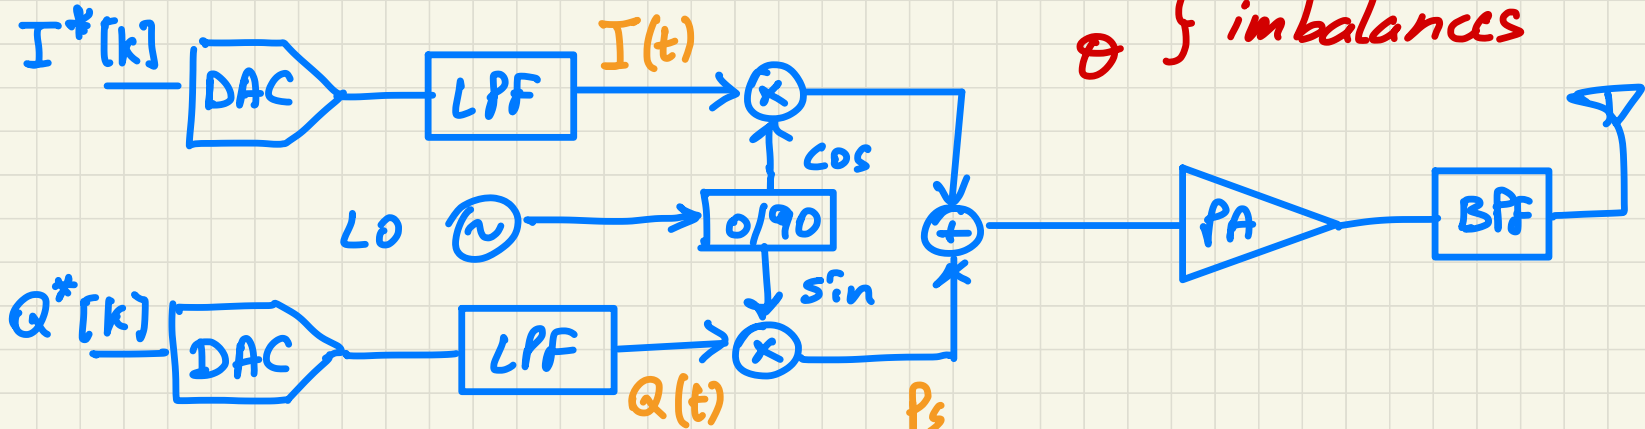 I*[k]
DAC
LPF
I(t)
×
θ } imbalances
cos
LO
~
0/90
+
PA
BPF
sin
Q*[k]
DAC
LPF
Q(t)
×
Ps